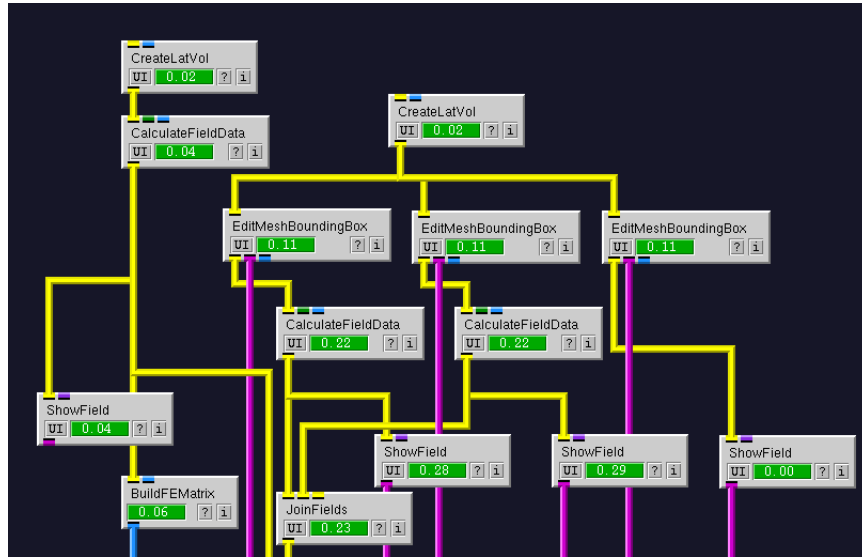 CreateLatVol
UI 0.02 ? i
CreateLatVol
UI 0.02 ? i
CalculateFieldData
UI 0.04 ? i
EditMeshBoundingBox
UI 0.11 ? i
EditMeshBoundingBox
UI 0.11 ? i
EditMeshBoundingBox
UI 0.11 ? i
CalculateFieldData
UI 0.22 ? i
CalculateFieldData
UI 0.22 ? i
ShowField
UI 0.04 ? i
ShowField
UI 0.28 ? i
ShowField
UI 0.29 ? i
ShowField
UI 0.00 ? i
BuildFEMatrix
0.06 ? i
JoinFields
UI 0.23 ? i